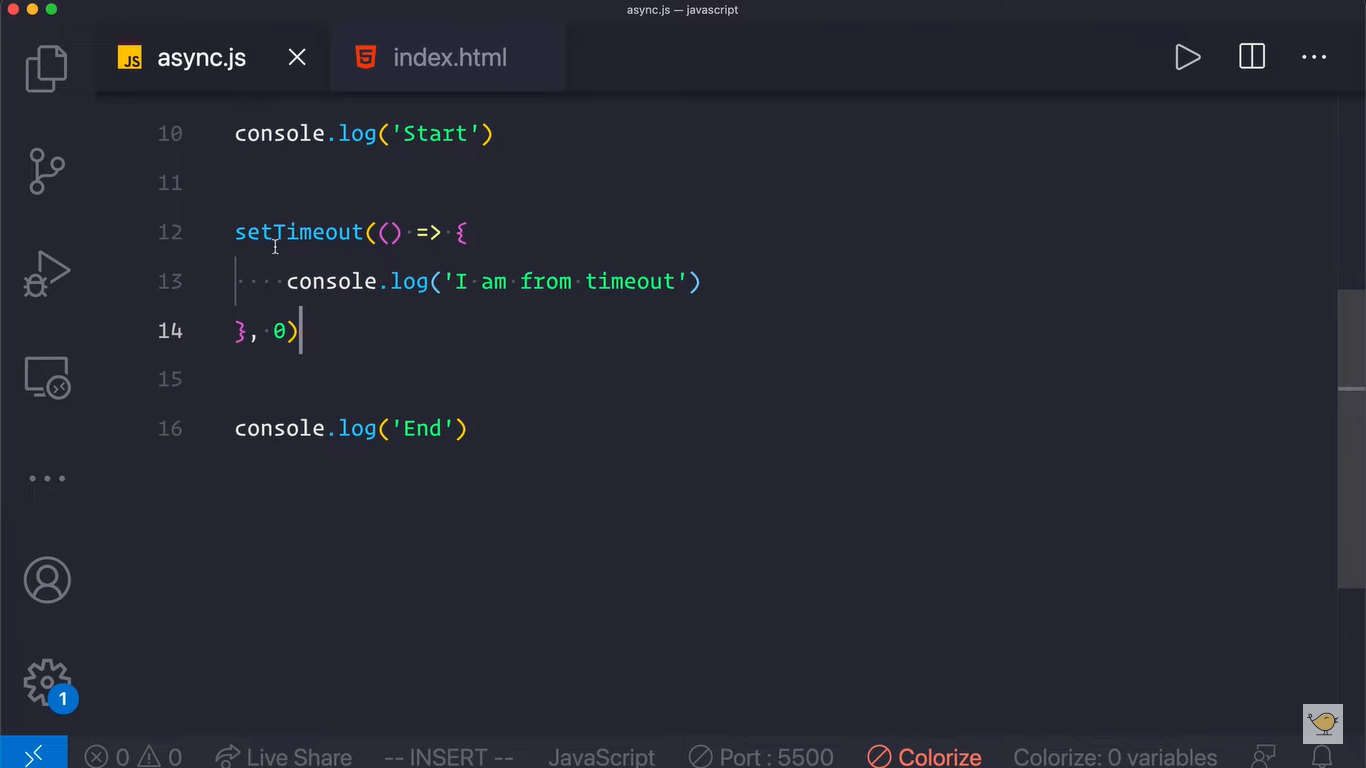 async.js — javascript
JS async.js index.html
10 console.log('Start')
11
12 setTimeout(() => {
13 ····console.log('I·am·from·timeout')
14 },·0)
15
16 console.log('End')
1
0 0 Live Share -- INSERT -- JavaScript Port : 5500 Colorize Colorize: 0 variables